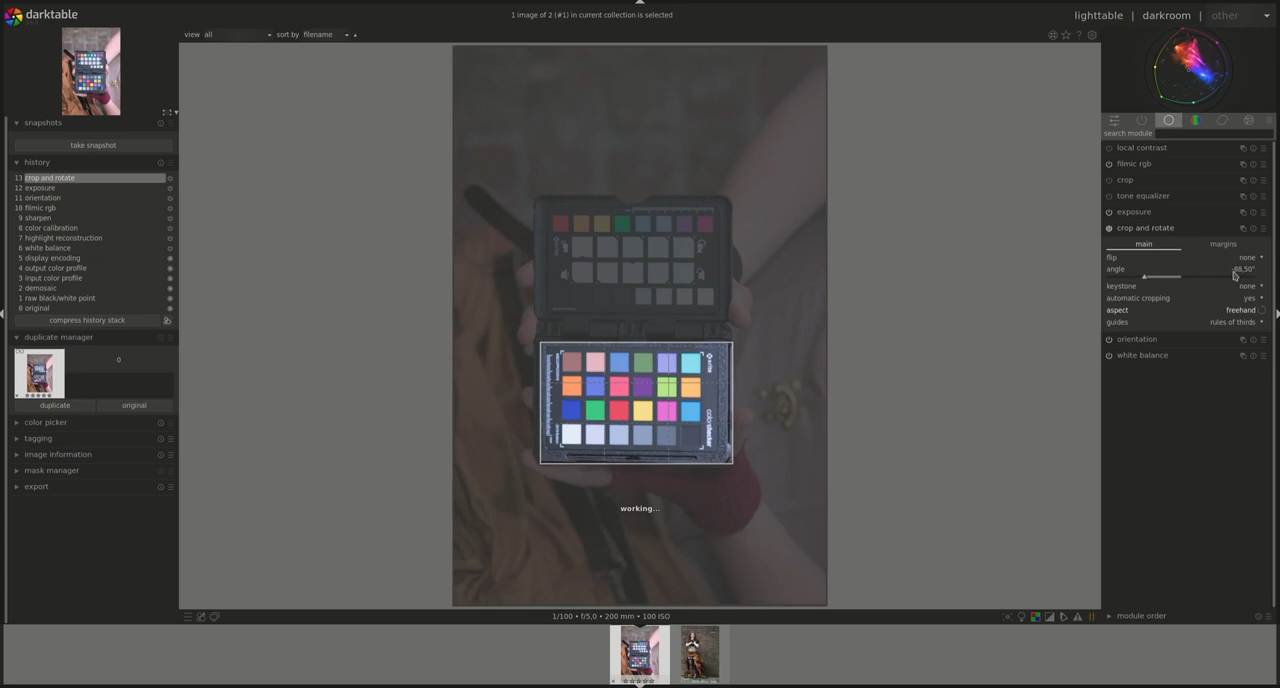 darktable
1 image of 2 (#1) in current collection is selected
lighttable | darkroom | other
view all sort by filename
snapshots
take snapshot
history
13 crop and rotate
12 exposure
11 orientation
10 filmic rgb
9 sharpen
8 color calibration
7 highlight reconstruction
6 white balance
5 display encoding
4 output color profile
3 input color profile
2 demosaic
1 raw black/white point
0 original
compress history stack
duplicate manager
0
duplicate original
color picker
tagging
image information
mask manager
export
x-rite
colorchecker
working...
1/100 • f/5,0 • 200 mm • 100 ISO
search module
local contrast
filmic rgb
crop
tone equalizer
exposure
crop and rotate
main margins
flip none
angle -88,50°
keystone none
automatic cropping yes
aspect freehand
guides rules of thirds
orientation
white balance
module order